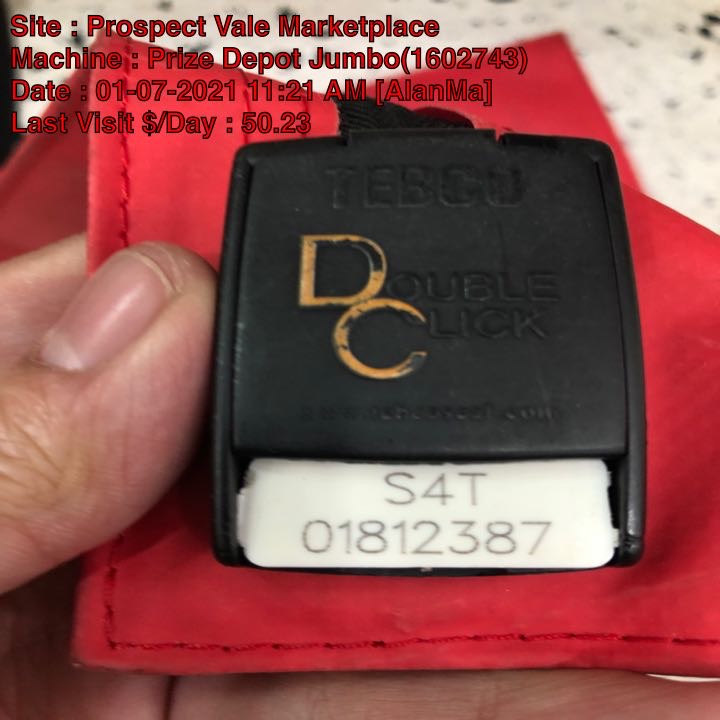 Site : Prospect Vale Marketplace
Machine : Prize Depot Jumbo(1602743)
Date : 01-07-2021 11:21 AM [AlanMa]
Last Visit $/Day : 50.23
TEBCO
DOUBLE
CLICK
S4T
01812387